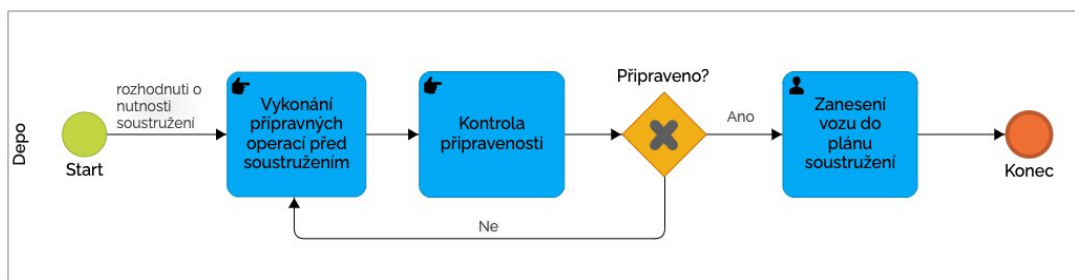 Depo
Start
rozhodnuti o
nutnosti
soustružení
Vykonání
přípravných
operací před
soustružením
Kontrola
připravenosti
Připraveno?
Ano
Ne
Zanesení
vozu do
plánu
soustružení
Konec